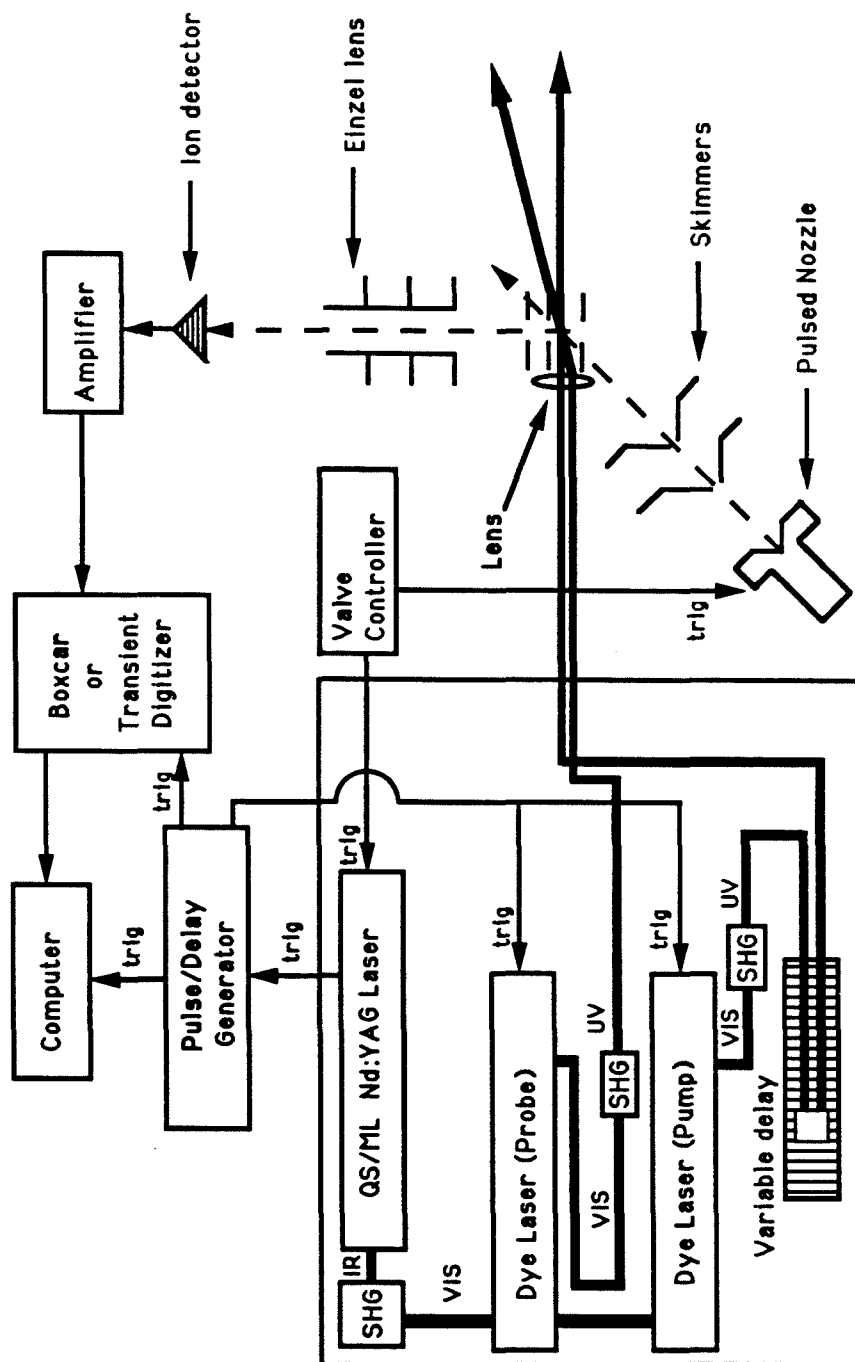 Computer
trig
Pulse/Delay
Generator
trig
Boxcar
or
Transient
Digitizer
Amplifier
Ion detector
trig
QS/ML Nd:YAG Laser
trig
Valve
Controller
Einzel lens
IR
SHG
VIS
trig
Dye Laser (Probe)
VIS
SHG
UV
Lens
trig
Dye Laser (Pump)
VIS
SHG
UV
trig
Skimmers
Variable delay
Pulsed Nozzle